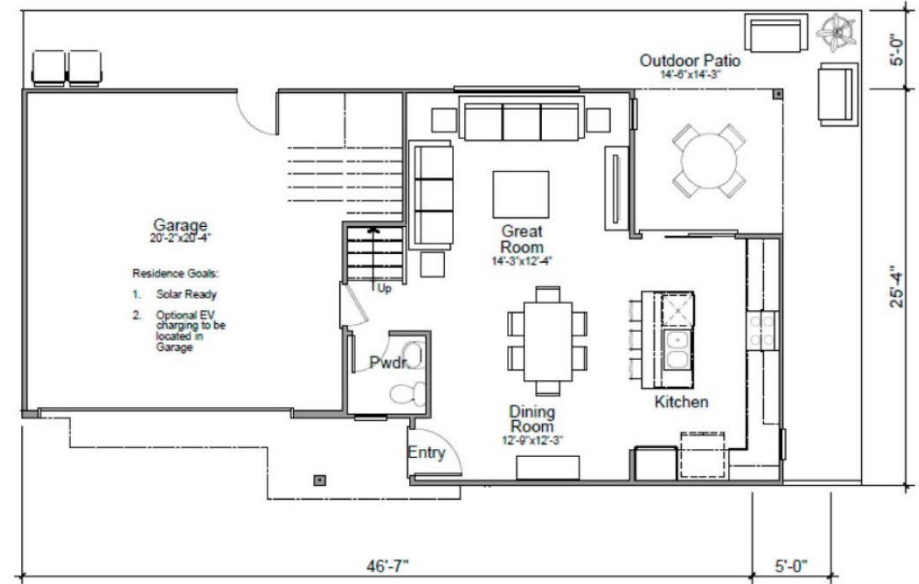 5'-0"
Outdoor Patio
14'-6"x14'-3"
Garage
20'-2"x20'-4"
Residence Goals:
1. Solar Ready
2. Optional EV
charging to be
located in
Garage
Great
Room
14'-3"x12'-4"
Up
25'-4"
Pwdr.
Kitchen
Dining
Room
12'-9"x12'-3"
Entry
46'-7"
5'-0"